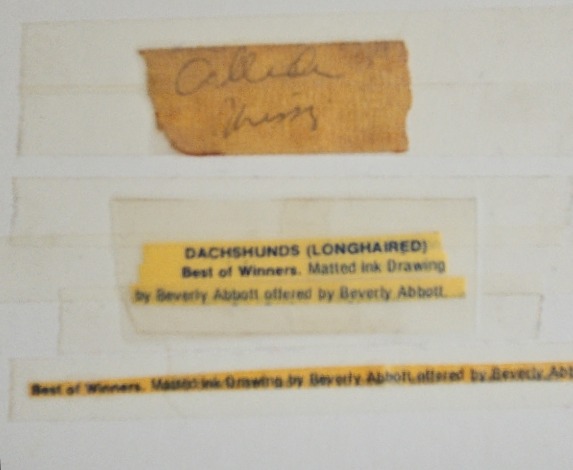 DACHSHUNDS (LONGHAIRED)
Best of Winners. Matted Ink Drawing
by Beverly Abbott offered by Beverly Abbott....
Best of Winners. Matted Ink Drawing by Beverly Abbott offered by Beverly Abb